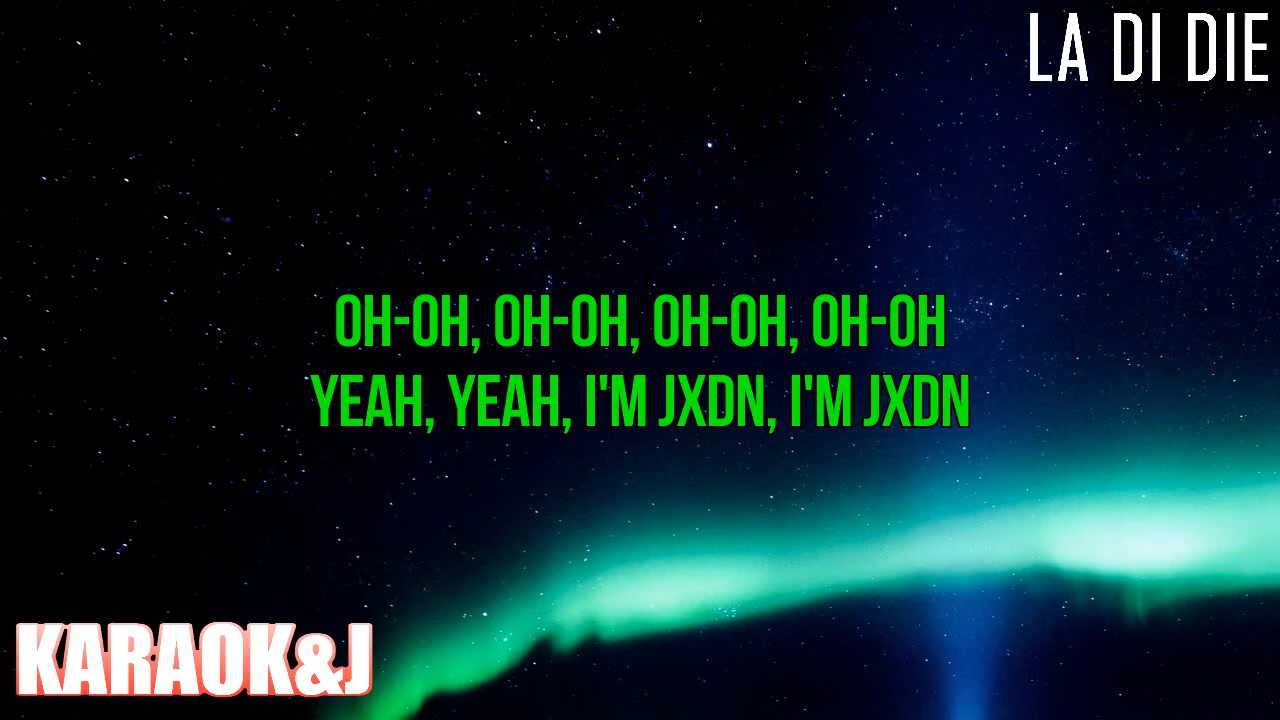 LA DI DIE
OH-OH, OH-OH, OH-OH, OH-OH
YEAH, YEAH, I'M JXDN, I'M JXDN
KARAOK&J